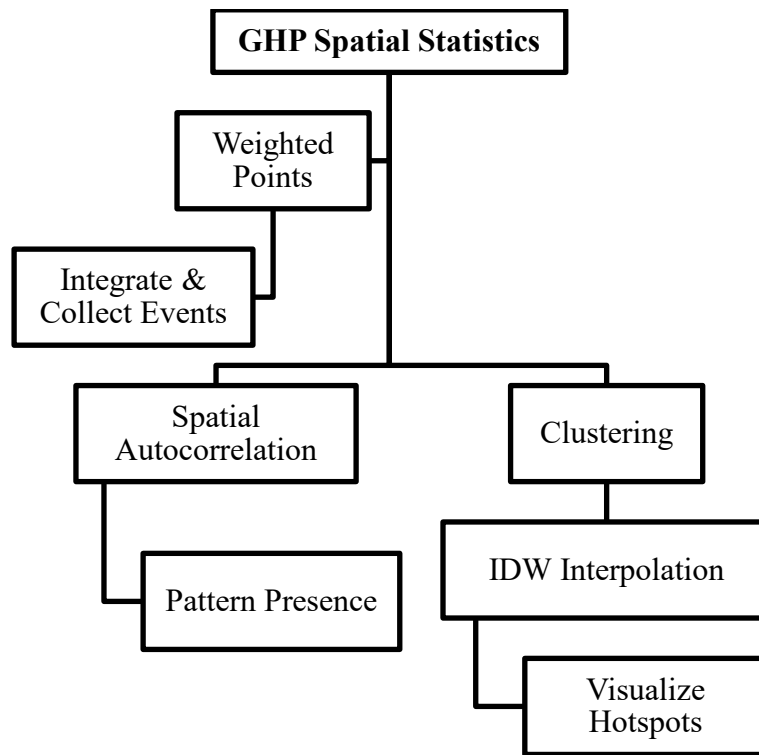 GHP Spatial Statistics
Weighted
Points
Integrate &
Collect Events
Spatial
Autocorrelation
Clustering
Pattern Presence
IDW Interpolation
Visualize
Hotspots